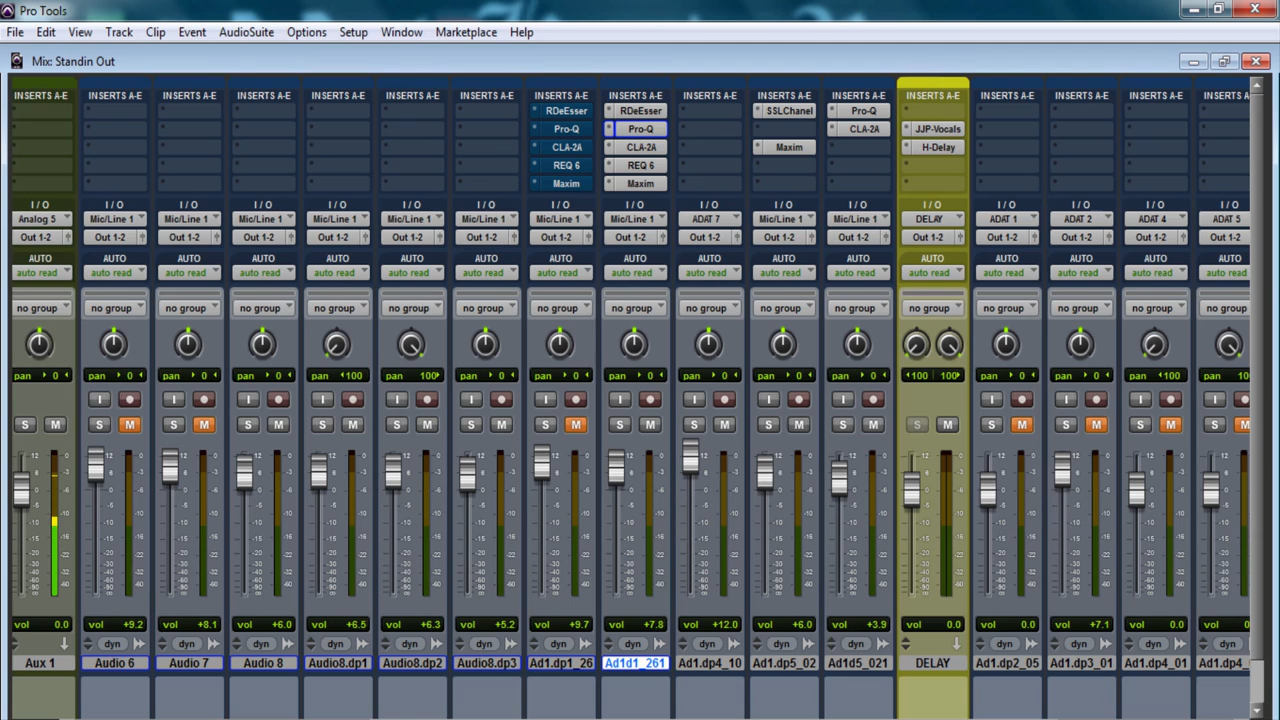 Pro Tools
File Edit View Track Clip Event AudioSuite Options Setup Window Marketplace Help
Mix: Standin Out
INSERTS A-E INSERTS A-E INSERTS A-E INSERTS A-E INSERTS A-E INSERTS A-E INSERTS A-E INSERTS A-E INSERTS A-E INSERTS A-E INSERTS A-E INSERTS A-E INSERTS A-E INSERTS A-E INSERTS A-E INSERTS A-E INSERTS A-E
RDeEsser RDeEsser SSLChanel Pro-Q
Pro-Q Pro-Q CLA-2A JJP-Vocals
CLA-2A CLA-2A Maxim H-Delay
REQ 6 REQ 6
Maxim Maxim
I/O I/O I/O I/O I/O I/O I/O I/O I/O I/O I/O I/O I/O I/O I/O I/O I/O
Analog 5 Mic/Line 1 Mic/Line 1 Mic/Line 1 Mic/Line 1 Mic/Line 1 Mic/Line 1 Mic/Line 1 Mic/Line 1 ADAT 7 Mic/Line 1 Mic/Line 1 DELAY ADAT 1 ADAT 2 ADAT 4 ADAT 5
Out 1-2 Out 1-2 Out 1-2 Out 1-2 Out 1-2 Out 1-2 Out 1-2 Out 1-2 Out 1-2 Out 1-2 Out 1-2 Out 1-2 Out 1-2 Out 1-2 Out 1-2 Out 1-2 Out 1-2
AUTO AUTO AUTO AUTO AUTO AUTO AUTO AUTO AUTO AUTO AUTO AUTO AUTO AUTO AUTO AUTO AUTO
auto read auto read auto read auto read auto read auto read auto read auto read auto read auto read auto read auto read auto read auto read auto read auto read auto read
no group no group no group no group no group no group no group no group no group no group no group no group no group no group no group no group no group
pan 0 pan 0 pan 0 pan 0 pan 100 pan 100 pan 0 pan 0 pan 0 pan 0 pan 0 pan 0 100 100 pan 0 pan 0 pan 100 pan 10
I I I I I I I I I I I I I I I
S M S M S M S M S M S M S M S M S M S M S M S M S M S M S M S M S M
vol 0.0 vol +9.2 vol +8.1 vol +6.0 vol +6.5 vol +6.3 vol +5.2 vol +9.7 vol +7.8 vol +12.0 vol +6.0 vol +3.9 vol 0.0 vol 0.0 vol +7.1 vol 0.0 vol 0.0
dyn dyn dyn dyn dyn dyn dyn dyn dyn dyn dyn dyn dyn dyn dyn
Aux 1 Audio 6 Audio 7 Audio 8 Audio8.dp1 Audio8.dp2 Audio8.dp3 Ad1.dp1_26 Ad1d1_261 Ad1.dp4_10 Ad1.dp5_02 Ad1d5_021 DELAY Ad1.dp2_05 Ad1.dp3_01 Ad1.dp4_01 Ad1.dp4_